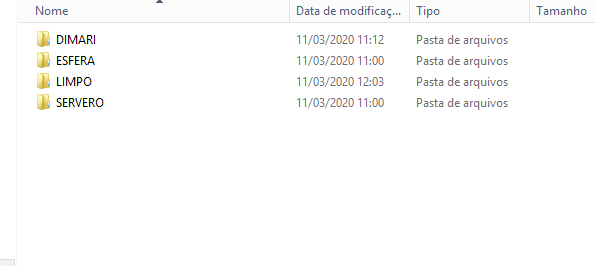 Nome Data de modificaç... Tipo Tamanho
DIMARI 11/03/2020 11:12 Pasta de arquivos
ESFERA 11/03/2020 11:00 Pasta de arquivos
LIMPO 11/03/2020 12:03 Pasta de arquivos
SERVERO 11/03/2020 11:00 Pasta de arquivos